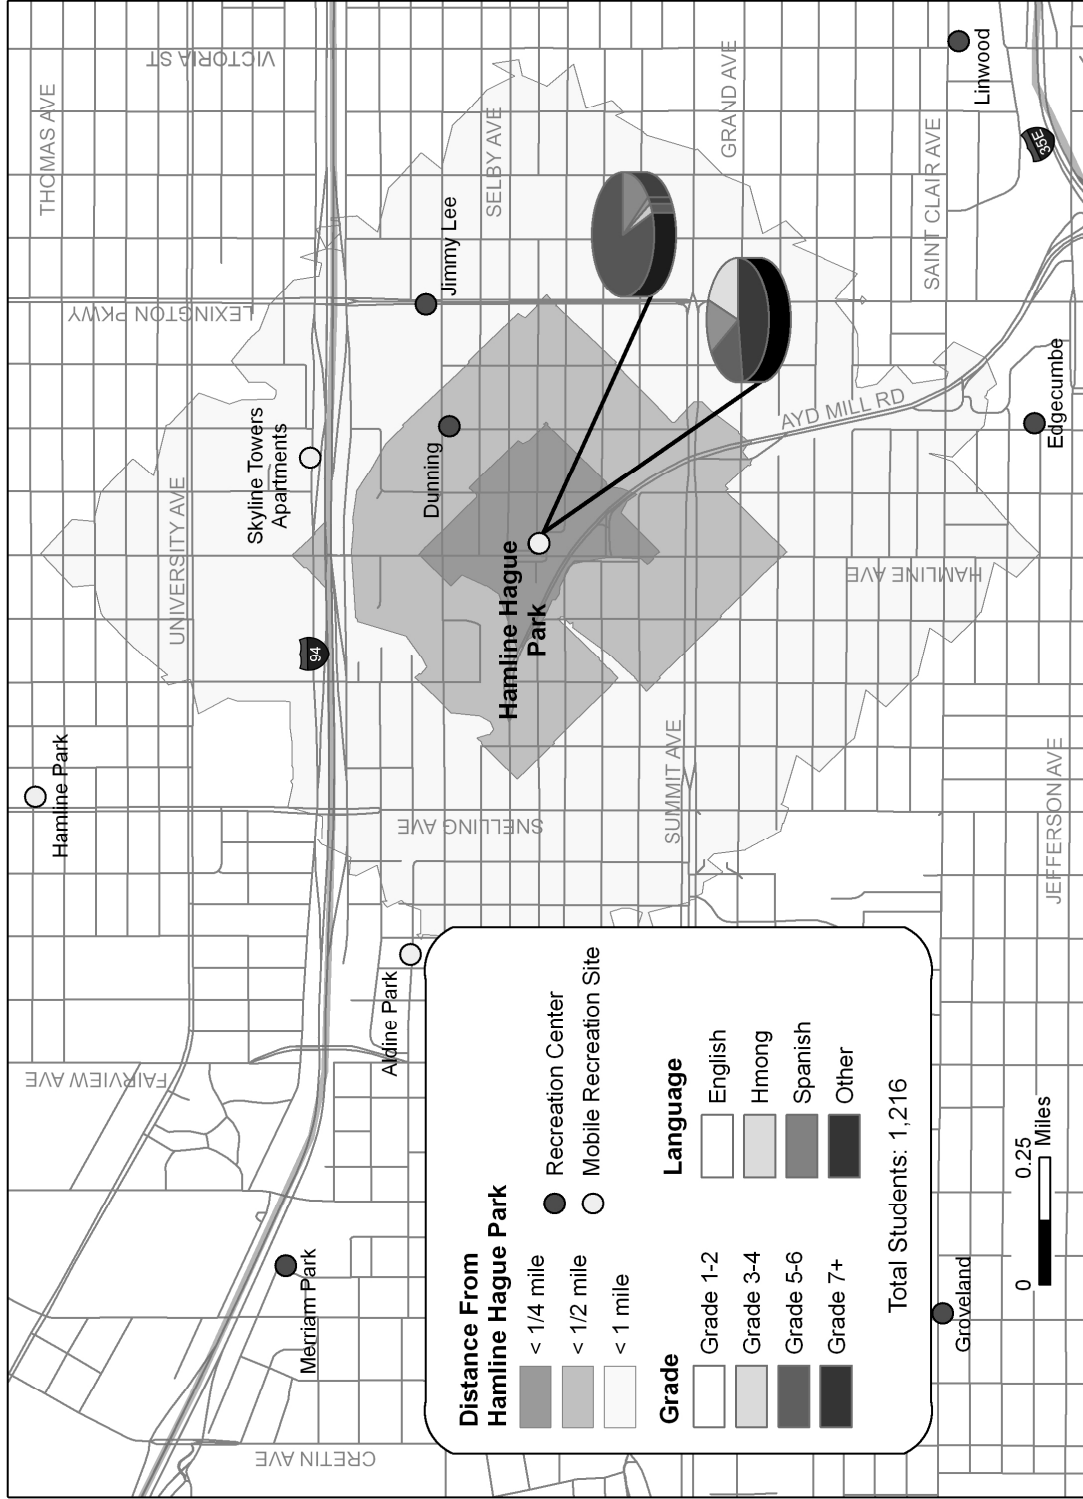 THOMAS AVE
VICTORIA ST
UNIVERSITY AVE
LEXINGTON PKWY
SELBY AVE
GRAND AVE
SAINT CLAIR AVE
SUMMIT AVE
SNELLING AVE
HAMLINE AVE
AYD MILL RD
JEFFERSON AVE
FAIRVIEW AVE
CRETIN AVE
94
35E
Hamline Park
Skyline Towers
Apartments
Jimmy Lee
Dunning
Hamline Hague
Park
Linwood
Edgecumbe
Aldine Park
Merriam Park
Groveland
Distance From
Hamline Hague Park
< 1/4 mile
< 1/2 mile
< 1 mile
Recreation Center
Mobile Recreation Site
Grade
Grade 1-2
Grade 3-4
Grade 5-6
Grade 7+
Language
English
Hmong
Spanish
Other
Total Students: 1,216
0 0.25
Miles